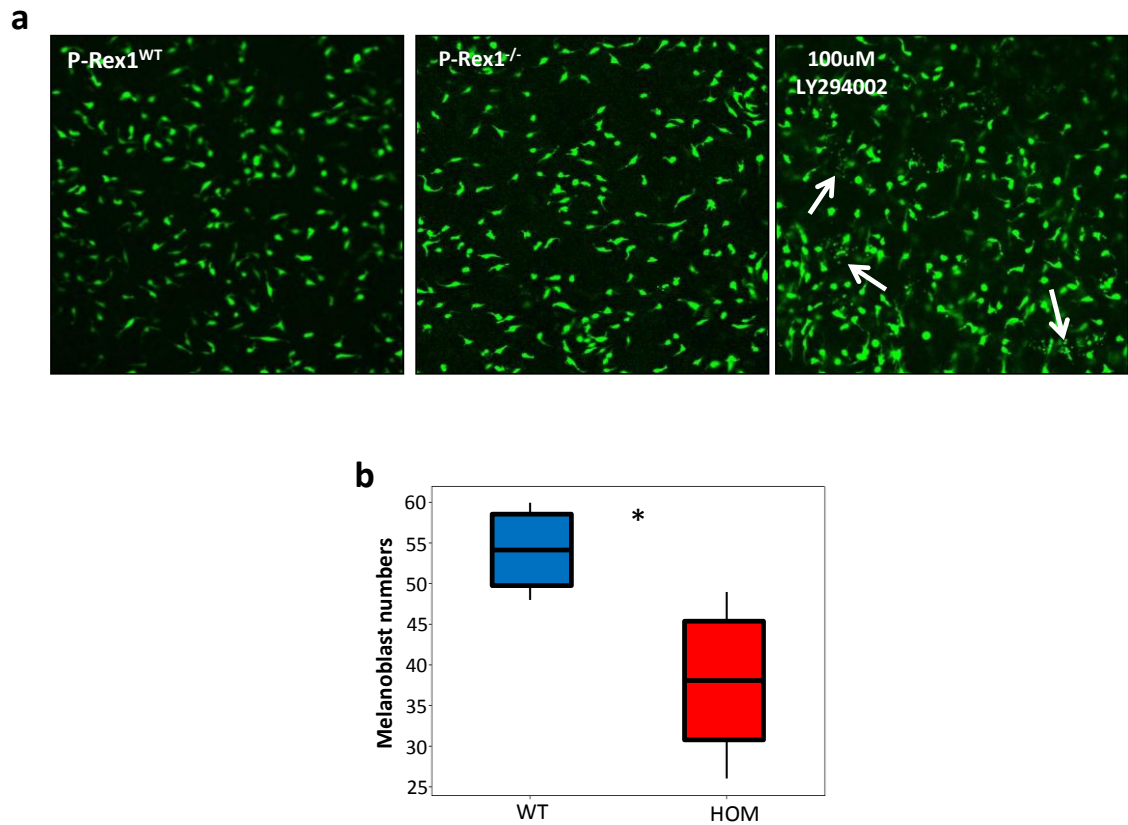 a
P-Rex1WT
P-Rex1-/-
100uM
LY294002
b
Melanoblast numbers
60
55
50
45
40
35
30
25
*
WT
HOM